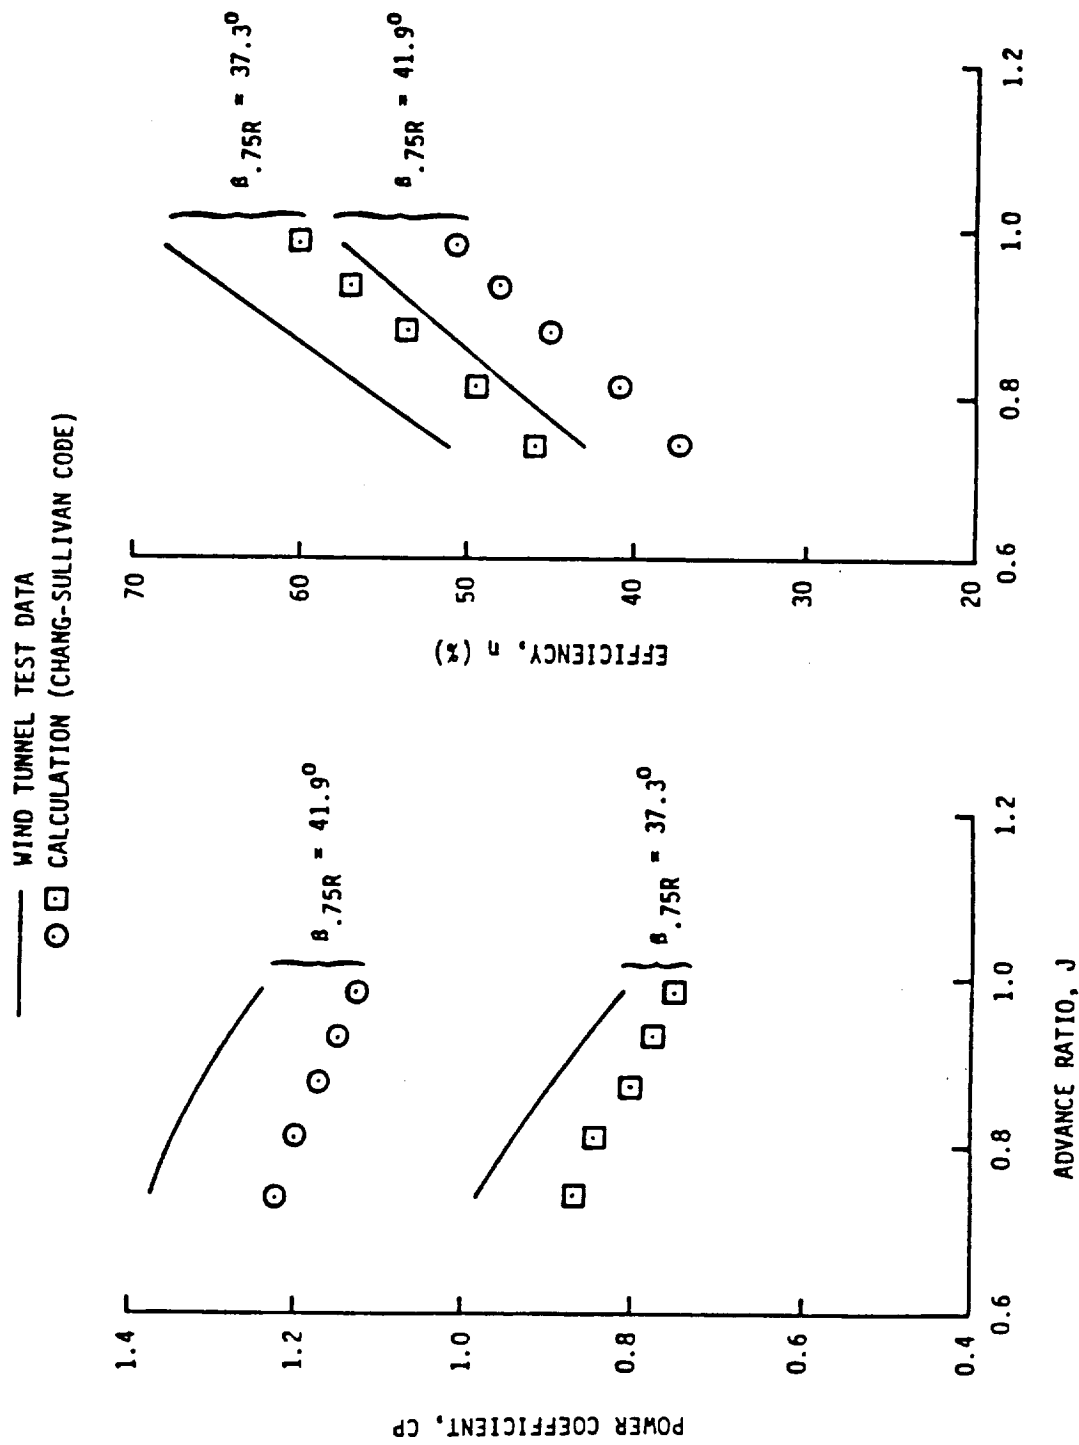 WIND TUNNEL TEST DATA
CALCULATION (CHANG-SULLIVAN CODE)
POWER COEFFICIENT, CP
1.4
1.2
1.0
0.8
0.6
0.4
0.6
0.8
1.0
1.2
ADVANCE RATIO, J
β.75R = 41.9°
β.75R = 37.3°
EFFICIENCY, η (%)
70
60
50
40
30
20
0.6
0.8
1.0
1.2
β.75R = 37.3°
β.75R = 41.9°